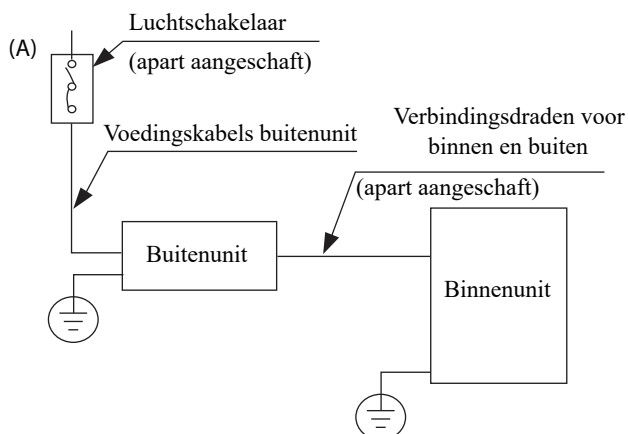 (A)
Luchtschakelaar
(apart aangeschaft)
Voedingskabels buitenunit
Verbindingsdraden voor
binnen en buiten
(apart aangeschaft)
Buitenunit
Binnenunit